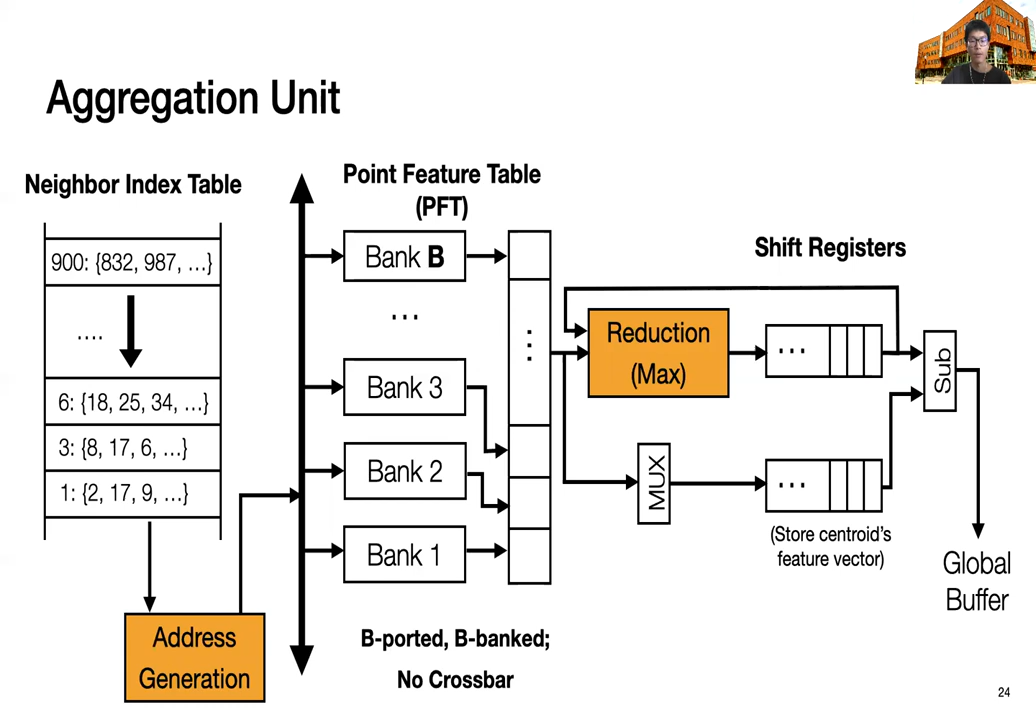 Aggregation Unit
Neighbor Index Table
900: {832, 987, ...}
....
6: {18, 25, 34, ...}
3: {8, 17, 6, ...}
1: {2, 17, 9, ...}
Address
Generation
Point Feature Table
(PFT)
Bank B
...
Bank 3
Bank 2
Bank 1
B-ported, B-banked;
No Crossbar
...
Reduction
(Max)
MUX
Shift Registers
...
...
(Store centroid's
feature vector)
Sub
Global
Buffer
24